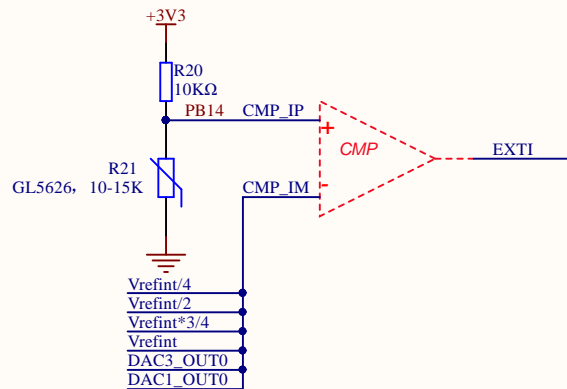 +3V3
R20
10KΩ
PB14 CMP_IP
+
CMP
EXTI
R21
GL5626， 10-15K
-
CMP_IM
Vrefint/4
Vrefint/2
Vrefint*3/4
Vrefint
DAC3_OUT0
DAC1_OUT0